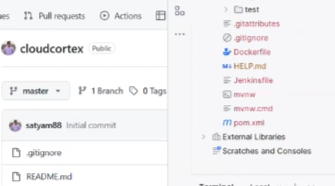 Pull requests
Actions
cloudcortex Public
master
1 Branch
0 Tags
satyam88 Initial commit
.gitignore
README.md
test
.gitattributes
.gitignore
Dockerfile
HELP.md
Jenkinsfile
mvnw
mvnw.cmd
pom.xml
External Libraries
Scratches and Consoles